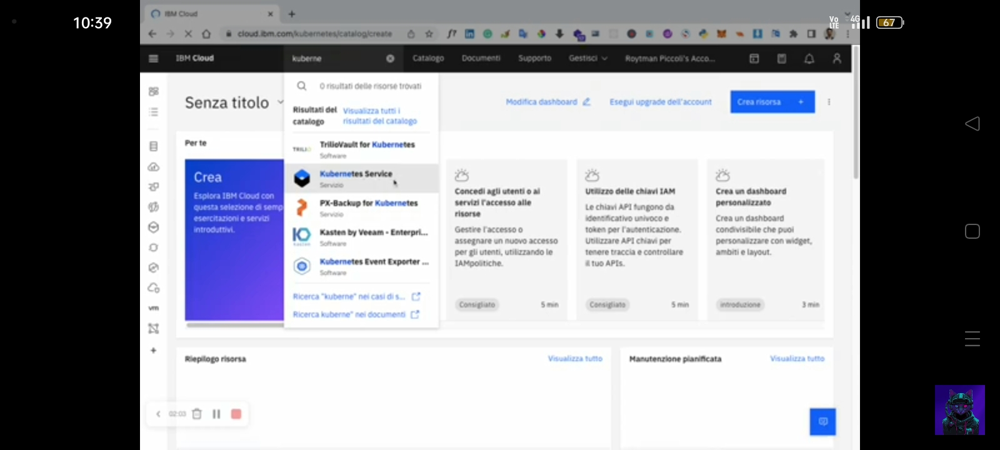 10:39
Vo
LTE
4G
67
IBM Cloud
cloud.ibm.com/kubernetes/catalog/create
IBM Cloud
kuberne
Catalogo
Documenti
Supporto
Gestisci
Roytman Piccoli's Acco...
0 risultati delle risorse trovati
Risultati del
catalogo
Visualizza tutti i
risultati del catalogo
TRILIO
TrilioVault for Kubernetes
Software
Kubernetes Service
Servizio
PX-Backup for Kubernetes
Servizio
Kasten by Veeam - Enterpri...
Software
Kubernetes Event Exporter ...
Software
Ricerca "kuberne" nei casi di s...
Ricerca kuberne" nei documenti
Senza titolo
Modifica dashboard
Esegui upgrade dell'account
Crea risorsa +
Per te
Crea
Esplora IBM Cloud con
questa selezione di semp
esercitazioni e servizi
introduttivi.
Concedi agli utenti o ai
servizi l'accesso alle
risorse
Gestire l'accesso o
assegnare un nuovo accesso
per gli utenti, utilizzando le
IAMpolitiche.
Consigliato
5 min
Utilizzo delle chiavi IAM
Le chiavi API fungono da
identificativo univoco e
token per l'autenticazione.
Utilizzare API chiavi per
tenere traccia e controllare
il tuo APIs.
Consigliato
5 min
Crea un dashboard
personalizzato
Crea un dashboard
condivisibile che puoi
personalizzare con widget,
ambiti e layout.
introduzione
3 min
vm
Riepilogo risorsa
Visualizza tutto
Manutenzione pianificata
Visualizza tutto
02:03